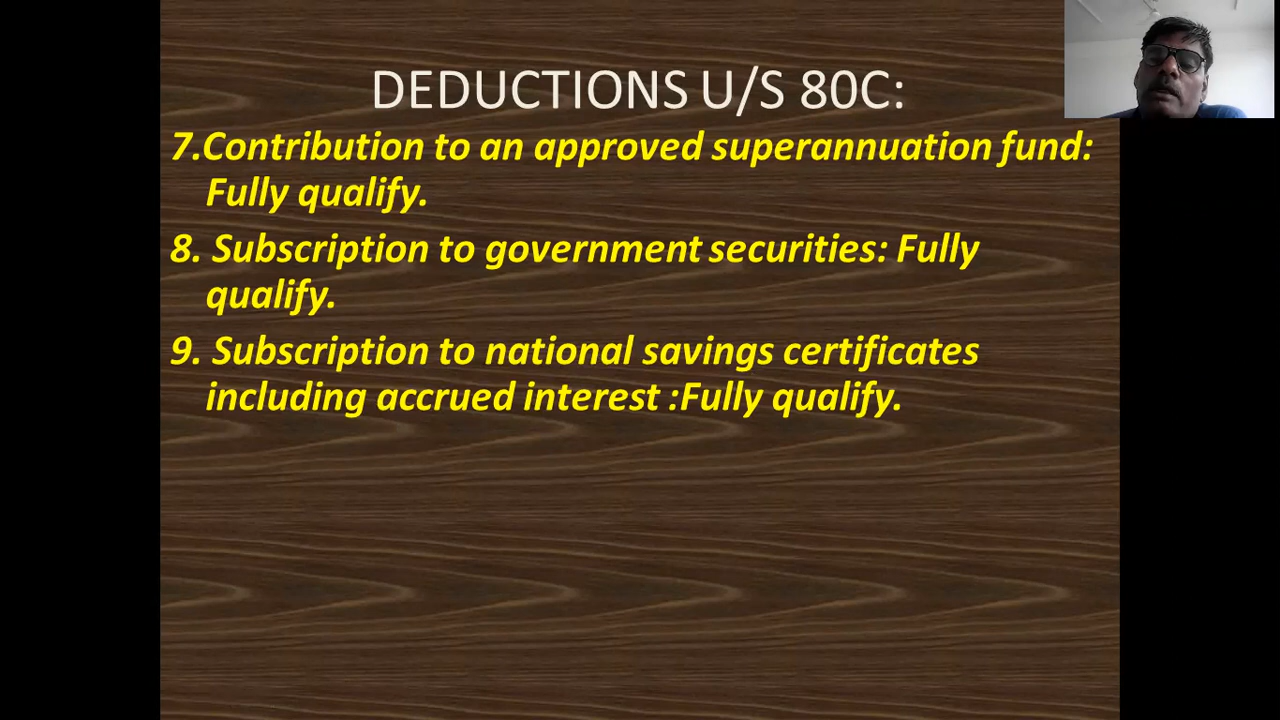 DEDUCTIONS U/S 80C:
7.Contribution to an approved superannuation fund:
Fully qualify.
8. Subscription to government securities: Fully
qualify.
9. Subscription to national savings certificates
including accrued interest :Fully qualify.